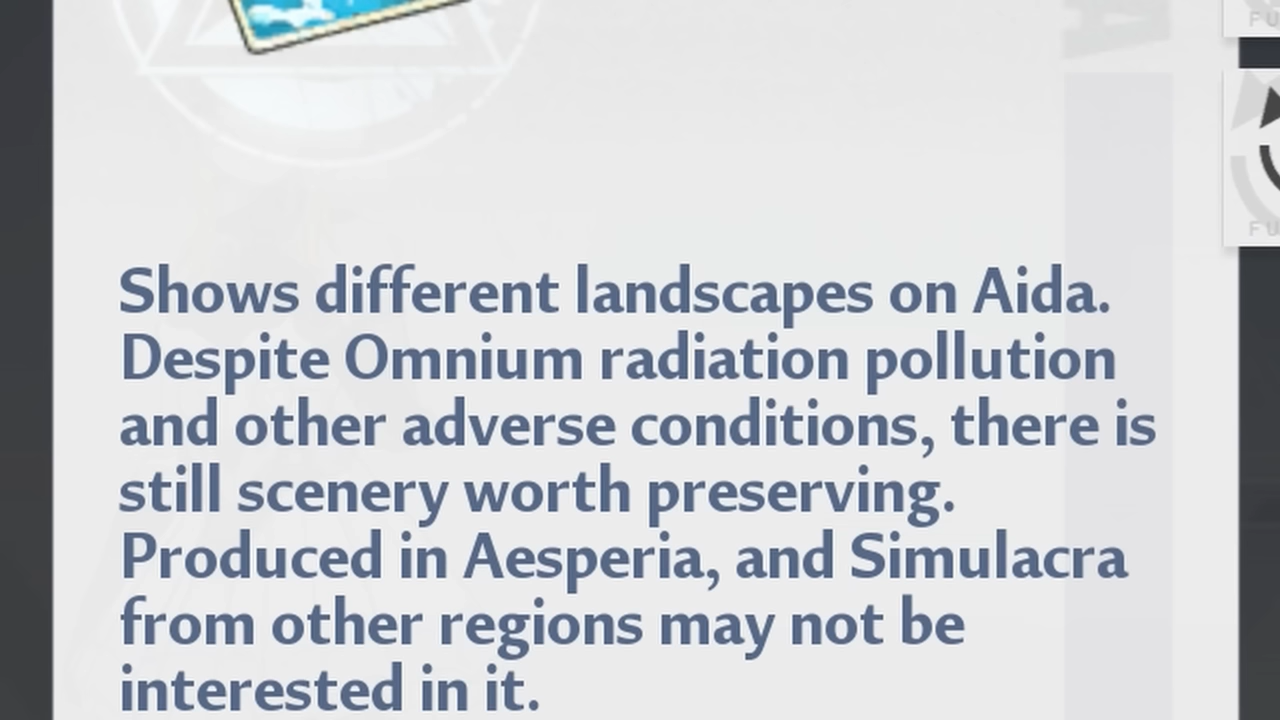 Shows different landscapes on Aida.
Despite Omnium radiation pollution
and other adverse conditions, there is
still scenery worth preserving.
Produced in Aesperia, and Simulacra
from other regions may not be
interested in it.